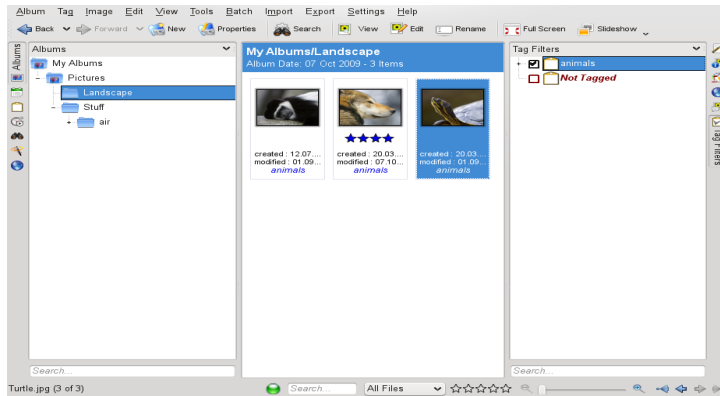 Album Tag Image Edit View Tools Batch Import Export Settings Help
Back Forward New Properties Search View Edit Rename Full Screen Slideshow
Albums
Albums
My Albums
Pictures
Landscape
Stuff
air
Search...
My Albums/Landscape
Album Date: 07 Oct 2009 - 3 Items
created : 12.07....
modified : 01.09...
animals
created : 20.03....
modified : 07.10...
animals
created : 20.03....
modified : 01.09...
animals
Tag Filters
animals
Not Tagged
Search...
Tag Filters
Turtle.jpg (3 of 3)
Search...
All Files